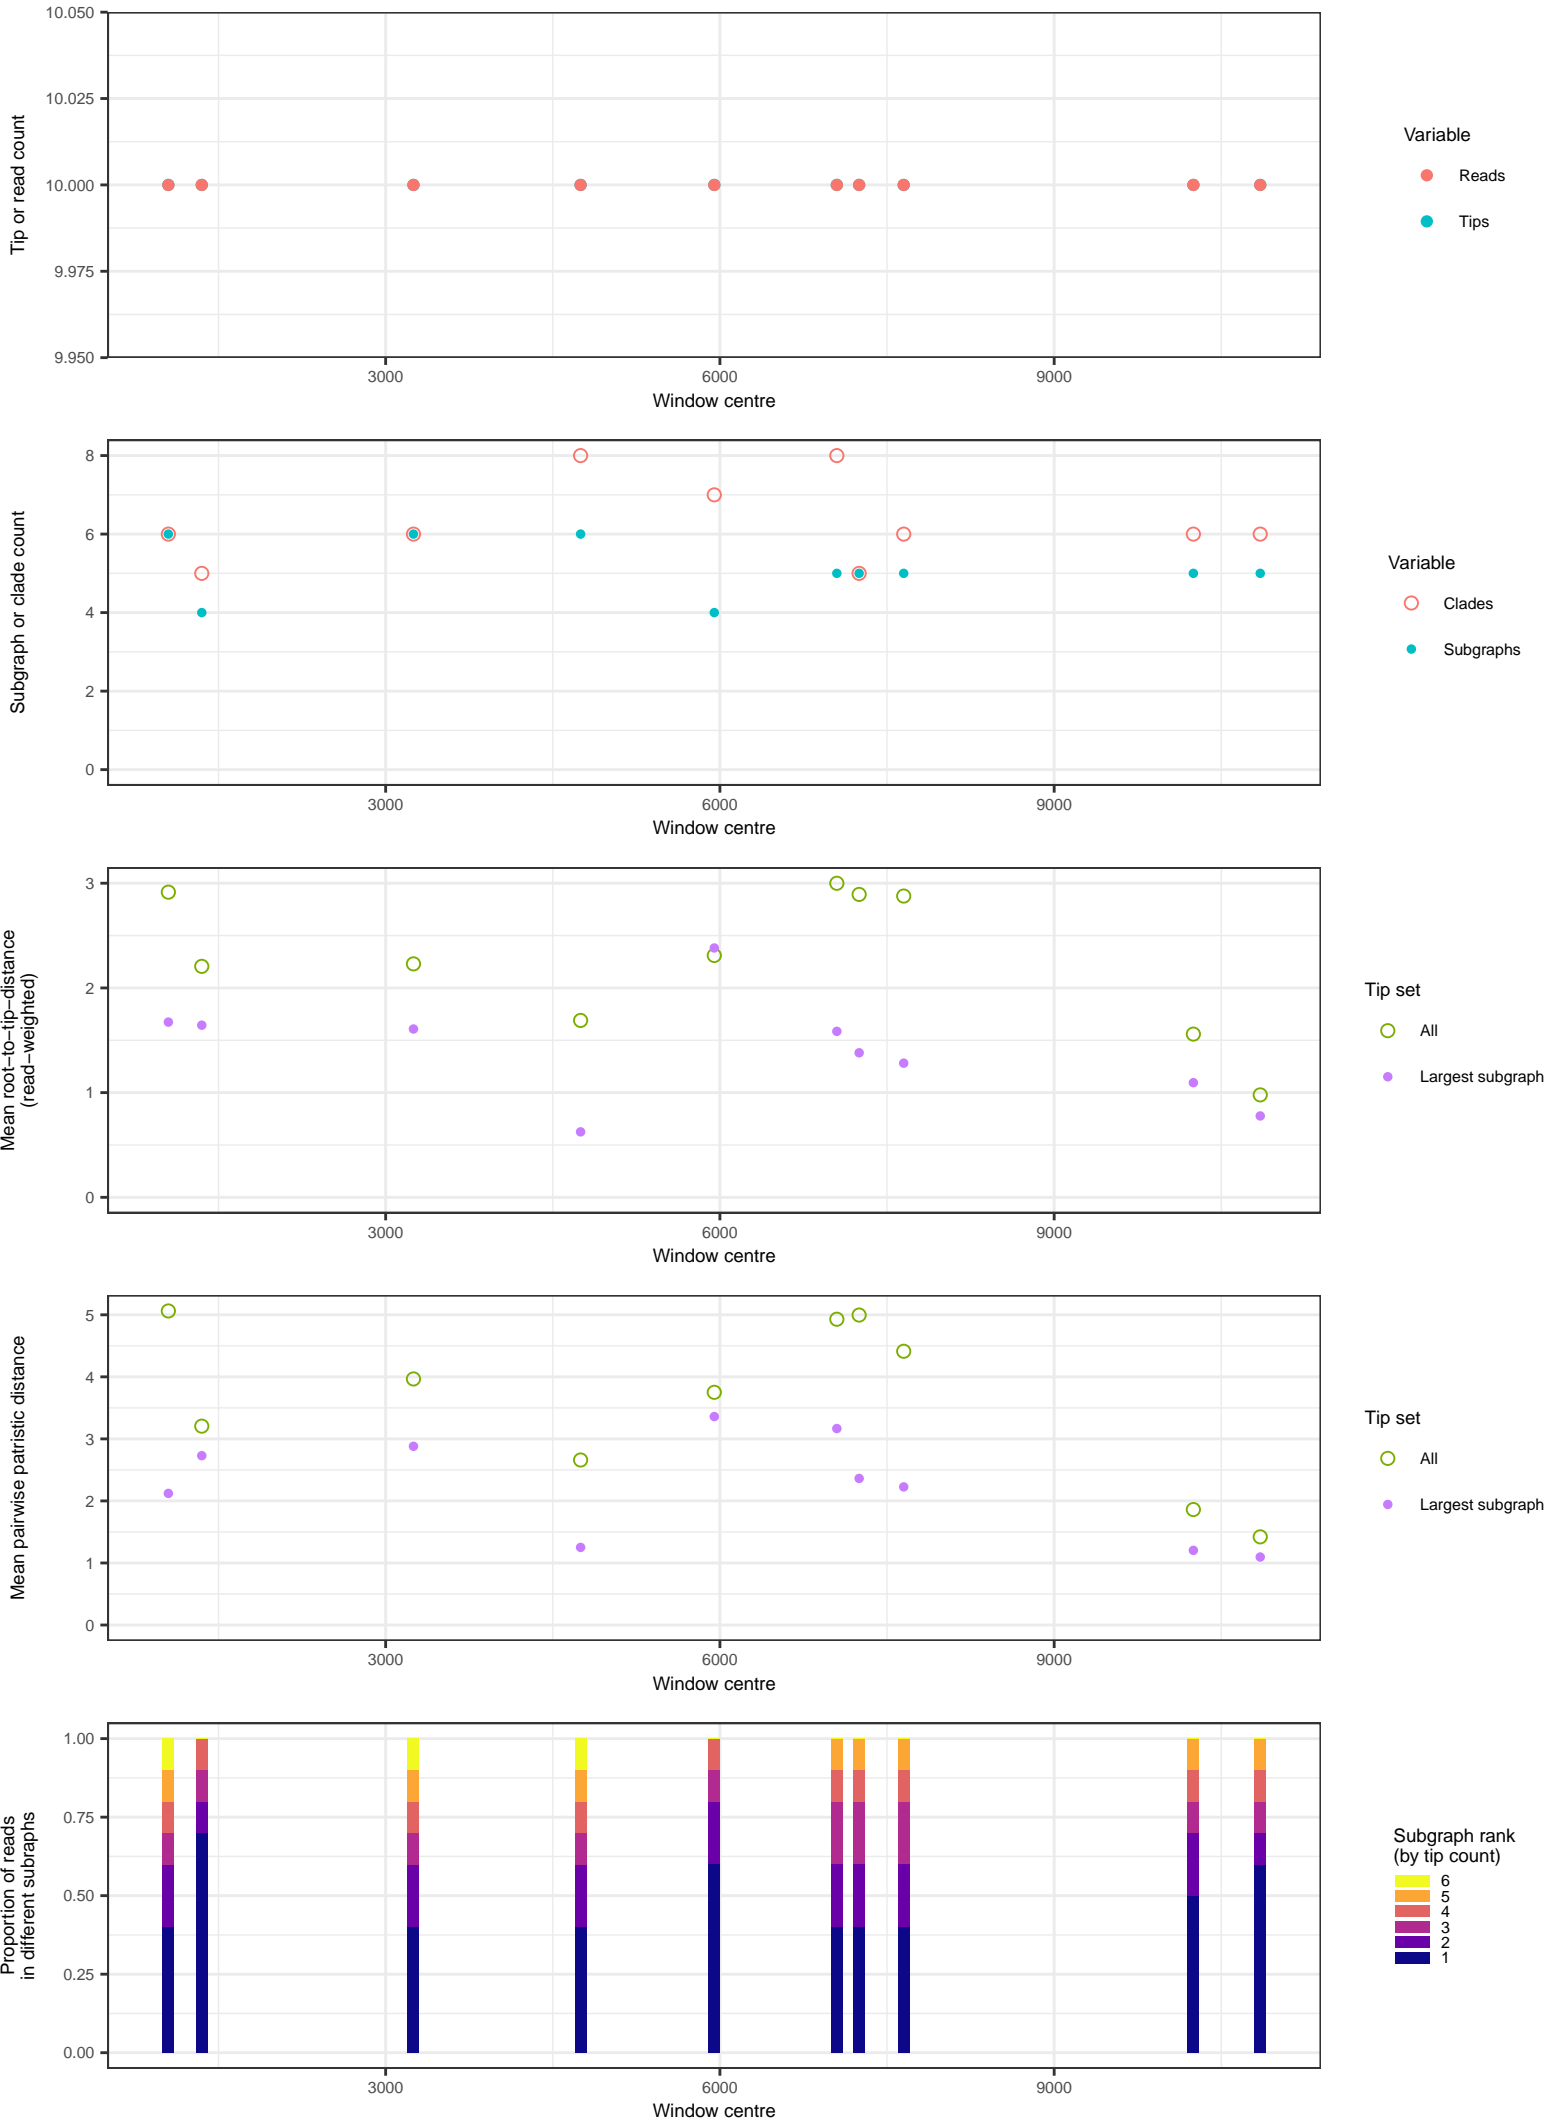 10.050
10.025
10.000
9.975
9.950
Tip or read count
3000
6000
9000
Window centre
Variable
Reads
Tips
8
6
4
2
0
Subgraph or clade count
3000
6000
9000
Window centre
Variable
Clades
Subgraphs
3
2
1
0
Mean root−to−tip−distance
(read−weighted)
3000
6000
9000
Window centre
Tip set
All
Largest subgraph
5
4
3
2
1
0
Mean pairwise patristic distance
3000
6000
9000
Window centre
Tip set
All
Largest subgraph
1.00
0.75
0.50
0.25
0.00
Proportion of reads
in different subraphs
3000
6000
9000
Window centre
Subgraph rank
(by tip count)
6
5
4
3
2
1